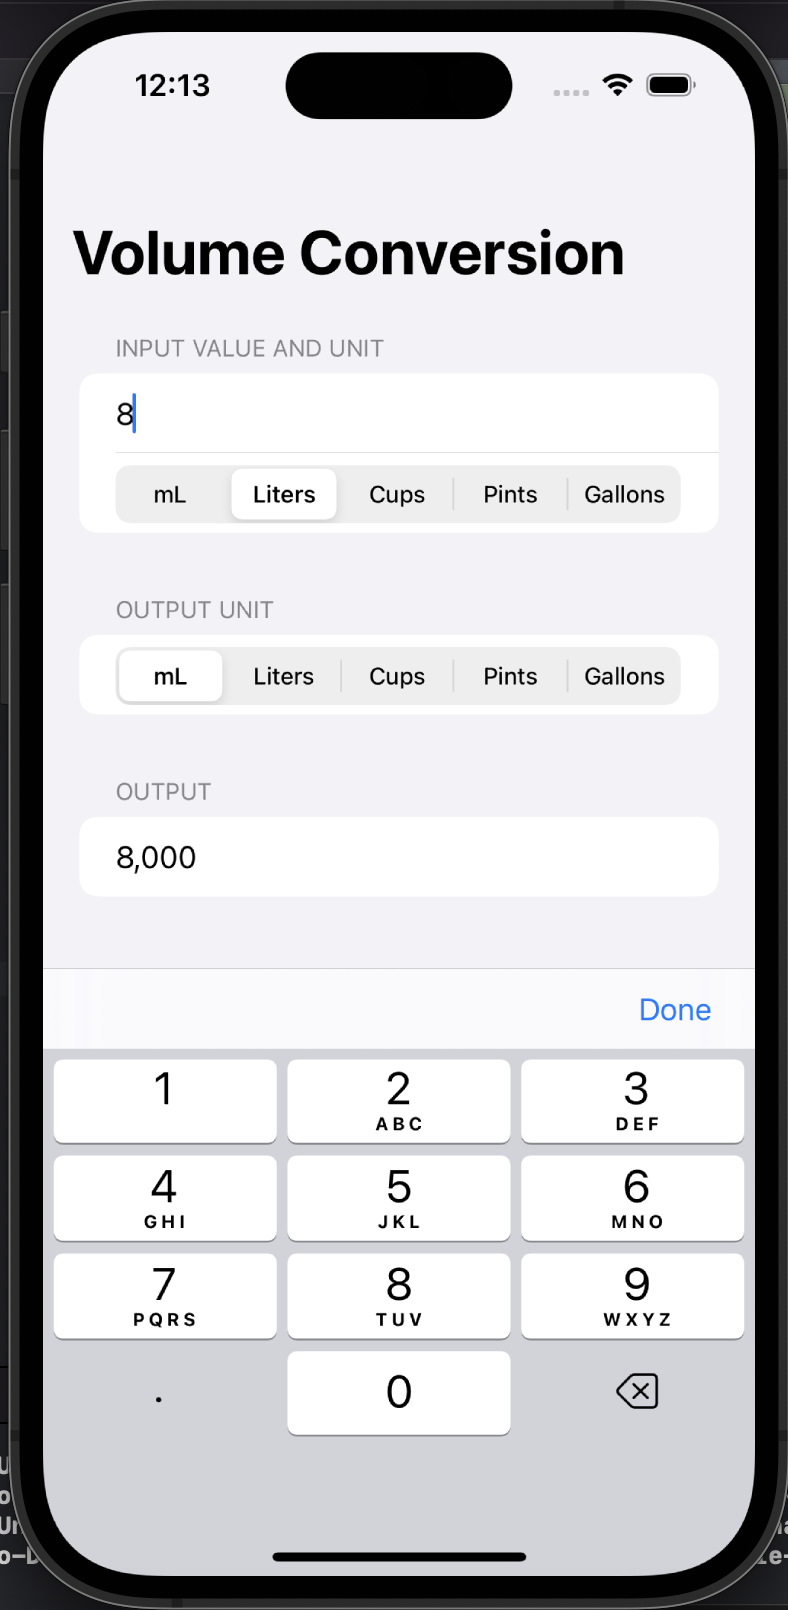 12:13
Volume Conversion
INPUT VALUE AND UNIT
8
mL Liters Cups Pints Gallons
OUTPUT UNIT
mL Liters Cups Pints Gallons
OUTPUT
8,000
Done
1 2 3
ABC DEF
4 5 6
GHI JKL MNO
7 8 9
PQRS TUV WXYZ
. 0